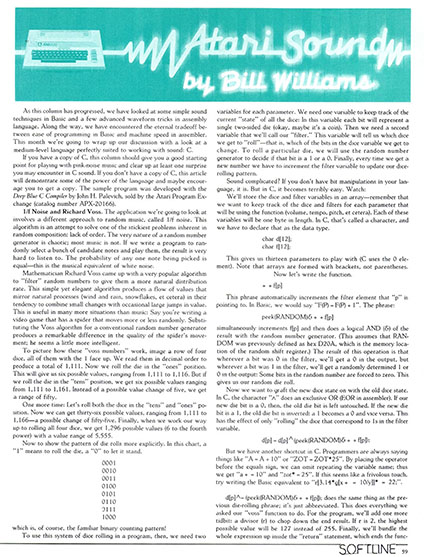 Atari Sound
by Bill Williams
As this column has progressed, we have looked at some simple sound
techniques in Basic and a few advanced waveform tricks in assembly
language. Along the way, we have encountered the eternal tradeoff be-
tween ease of programming in Basic and machine speed in assembler.
This month we're going to wrap up our discussion with a look at a
medium-level language perfectly suited to working with sound: C.
If you have a copy of C, this column should give you a good starting
point for playing with pink-noise music and clear up at least one surprise
you may encounter in C sound. If you don't have a copy of C, this article
will demonstrate some of the power of the language and maybe encour-
age you to get a copy. The sample program was developed with the
Deep Blue C Compiler by John H. Palevich, sold by the Atari Program Ex-
change (catalog number APX-20166).
1/f Noise and Richard Voss. The application we're going to look at
involves a different approach to random music, called 1/f noise. This
algorithm is an attempt to solve one of the stickiest problems inherent in
random composition: lack of order. The very nature of a random number
generator is chaotic; most music is not. If we write a program to ran-
domly select a bunch of candidate notes and play them, the result is very
hard to listen to. The probability of any one note being picked is
equal—this is the musical equivalent of white noise.
Mathematician Richard Voss came up with a very popular algorithm
to "filter" random numbers to give them a more natural distribution
rate. This simple yet elegant algorithm produces a flow of values that
mirror natural processes (wind and rain, snowflakes, et cetera) in their
tendency to combine small changes with occasional large jumps in value.
This is useful in many more situations than music: Say you're writing a
video game that has a spider that moves more or less randomly. Substi-
tuting the Voss algorithm for a conventional random number generator
produces a remarkable difference in the quality of the spider's move-
ment; he seems a little more intelligent.
To picture how these "voss numbers" work, imagine a row of four
dice, all of them with the 1 face up. We read them in decimal order to
produce a total of 1,111. Now we roll the die in the "ones" position.
This will give us six possible values, ranging from 1,111 to 1,116. But if
we roll the die in the "tens" position, we get six possible values ranging
from 1,111 to 1,161. Instead of a possible value change of five, we get
a range of fifty.
One more time: Let's roll both the dice in the "tens" and "ones" po-
sition. Now we can get thirty-six possible values, ranging from 1,111 to
1,166—a possible change of fifty-five. Finally, when we work our way
up to rolling all four dice, we get 1,296 possible values (6 to the fourth
power) with a value range of 5,555.
Now to show the pattern of die rolls more explicitly. In this chart, a
"1" means to roll the die, a "0" to let it stand.
0001
0010
0011
0100
0101
0110
0111
1000
which is, of course, the familiar binary counting pattern!
To use this system of dice rolling in a program, then, we need two
variables for each parameter. We need one variable to keep track of the
current "state" of all the dice: In this variable each bit will represent a
single two-sided die (okay, maybe it's a coin). Then we need a second
variable that we'll call our "filter." This variable will tell us which dice
we get to "roll"—that is, which of the bits in the dice variable we get to
change. To roll a particular die, we will use the random number
generator to decide if that bit is a 1 or a 0. Finally, every time we get a
new number we have to increment the filter variable to update our dice-
rolling pattern.
Sound complicated? If you don't have bit manipulations in your lan-
guage, it is. But in C, it becomes terribly easy. Watch:
We'll store the dice and filter variables in an array—remember that
we want to keep track of the dice and filters for each parameter that
will be using the function (volume, tempo, pitch, et cetera). Each of these
variables will be one byte in length. In C, that's called a character, and
we have to declare that as the data type.
char d[12];
char f[12];
This gives us thirteen parameters to play with (C uses the 0 ele-
ment). Note that arrays are formed with brackets, not parentheses.
Now let's write the function.
+ + f[p]
This phrase automatically increments the filter element that "p" is
pointing to. In Basic, we would say "F(P) = F(P) + 1". The phrase:
peek(RANDOM)& + + f[p]
simultaneously increments f[p] and then does a logical AND (&) of the
result with the random number generator. (This assumes that RAN-
DOM was previously defined as hex D20A, which is the memory loca-
tion of the random shift register.) The result of this operation is that
wherever a bit was 0 in the filter, we'll get a 0 in the output, but
wherever a bit was 1 in the filter, we'll get a randomly determined 1 or
0 in the output: Some bits in the random number are forced to zero. This
gives us our random die roll.
Now we want to graft the new dice state on with the old dice state.
In C, the character "^" does an exclusive OR (EOR in assembler). If our
new die bit is a 0, then, the old die bit is left untouched. If the new die
bit is a 1, the old die bit is inverted: a 1 becomes a 0 and vice versa. This
has the effect of only "rolling" the dice that correspond to 1s in the filter
variable.
d[p] = d[p]^ (peek(RANDOM)& + + f[p]);
But we have another shortcut in C. Programmers are always saying
things like "A = A + 10" or "ZOT = ZOT*25". By placing the operator
before the equals sign, we can omit repeating the variable name; thus
we get "a + = 10" and "zot* = 25". If this seems like a frivolous touch,
does the same thing as the pre-
vious die-rolling phrase; it's just abbreviated. This does everything we
asked our "voss" function to do. For the program, we'll add one more
tidbit: a divisor (r) to chop down the end result. If r is 2, the highest
possible value will be 127 instead of 255. Finally, we'll bundle the
whole expression up inside the "return" statement, which ends the func-
SOFTLINE 59